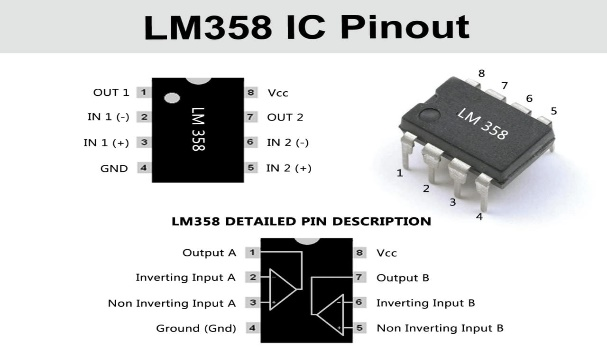 LM358 IC Pinout
OUT 1 1 8 Vcc
IN 1 (-) 2 7 OUT 2
IN 1 (+) 3 6 IN 2 (-)
GND 4 5 IN 2 (+)
LM 358
8
7
6
5
LM 358
1
2
3
4
LM358 DETAILED PIN DESCRIPTION
Output A 1 8 Vcc
Inverting Input A 2 - 7 Output B
Non Inverting Input A 3 + - 6 Inverting Input B
Ground (Gnd) 4 + 5 Non Inverting Input B